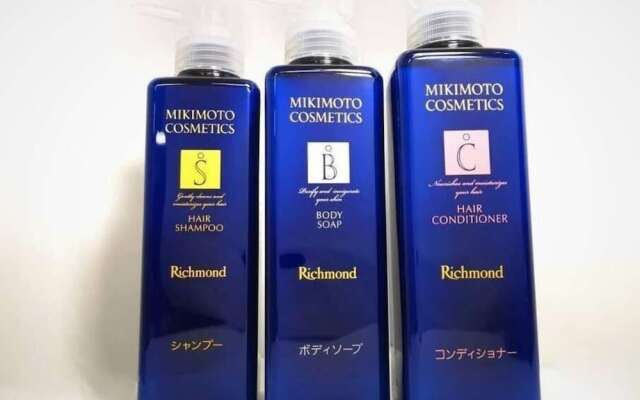 MIKIMOTO
COSMETICS
S
Gently cleans and
moisturizes your hair
HAIR
SHAMPOO
Richmond
シャンプー
MIKIMOTO
COSMETICS
B
Purify and invigorate
your skin
BODY
SOAP
Richmond
ボディソープ
MIKIMOTO
COSMETICS
C
Nourishes and moisturizes
your hair
HAIR
CONDITIONER
Richmond
コンディショナー